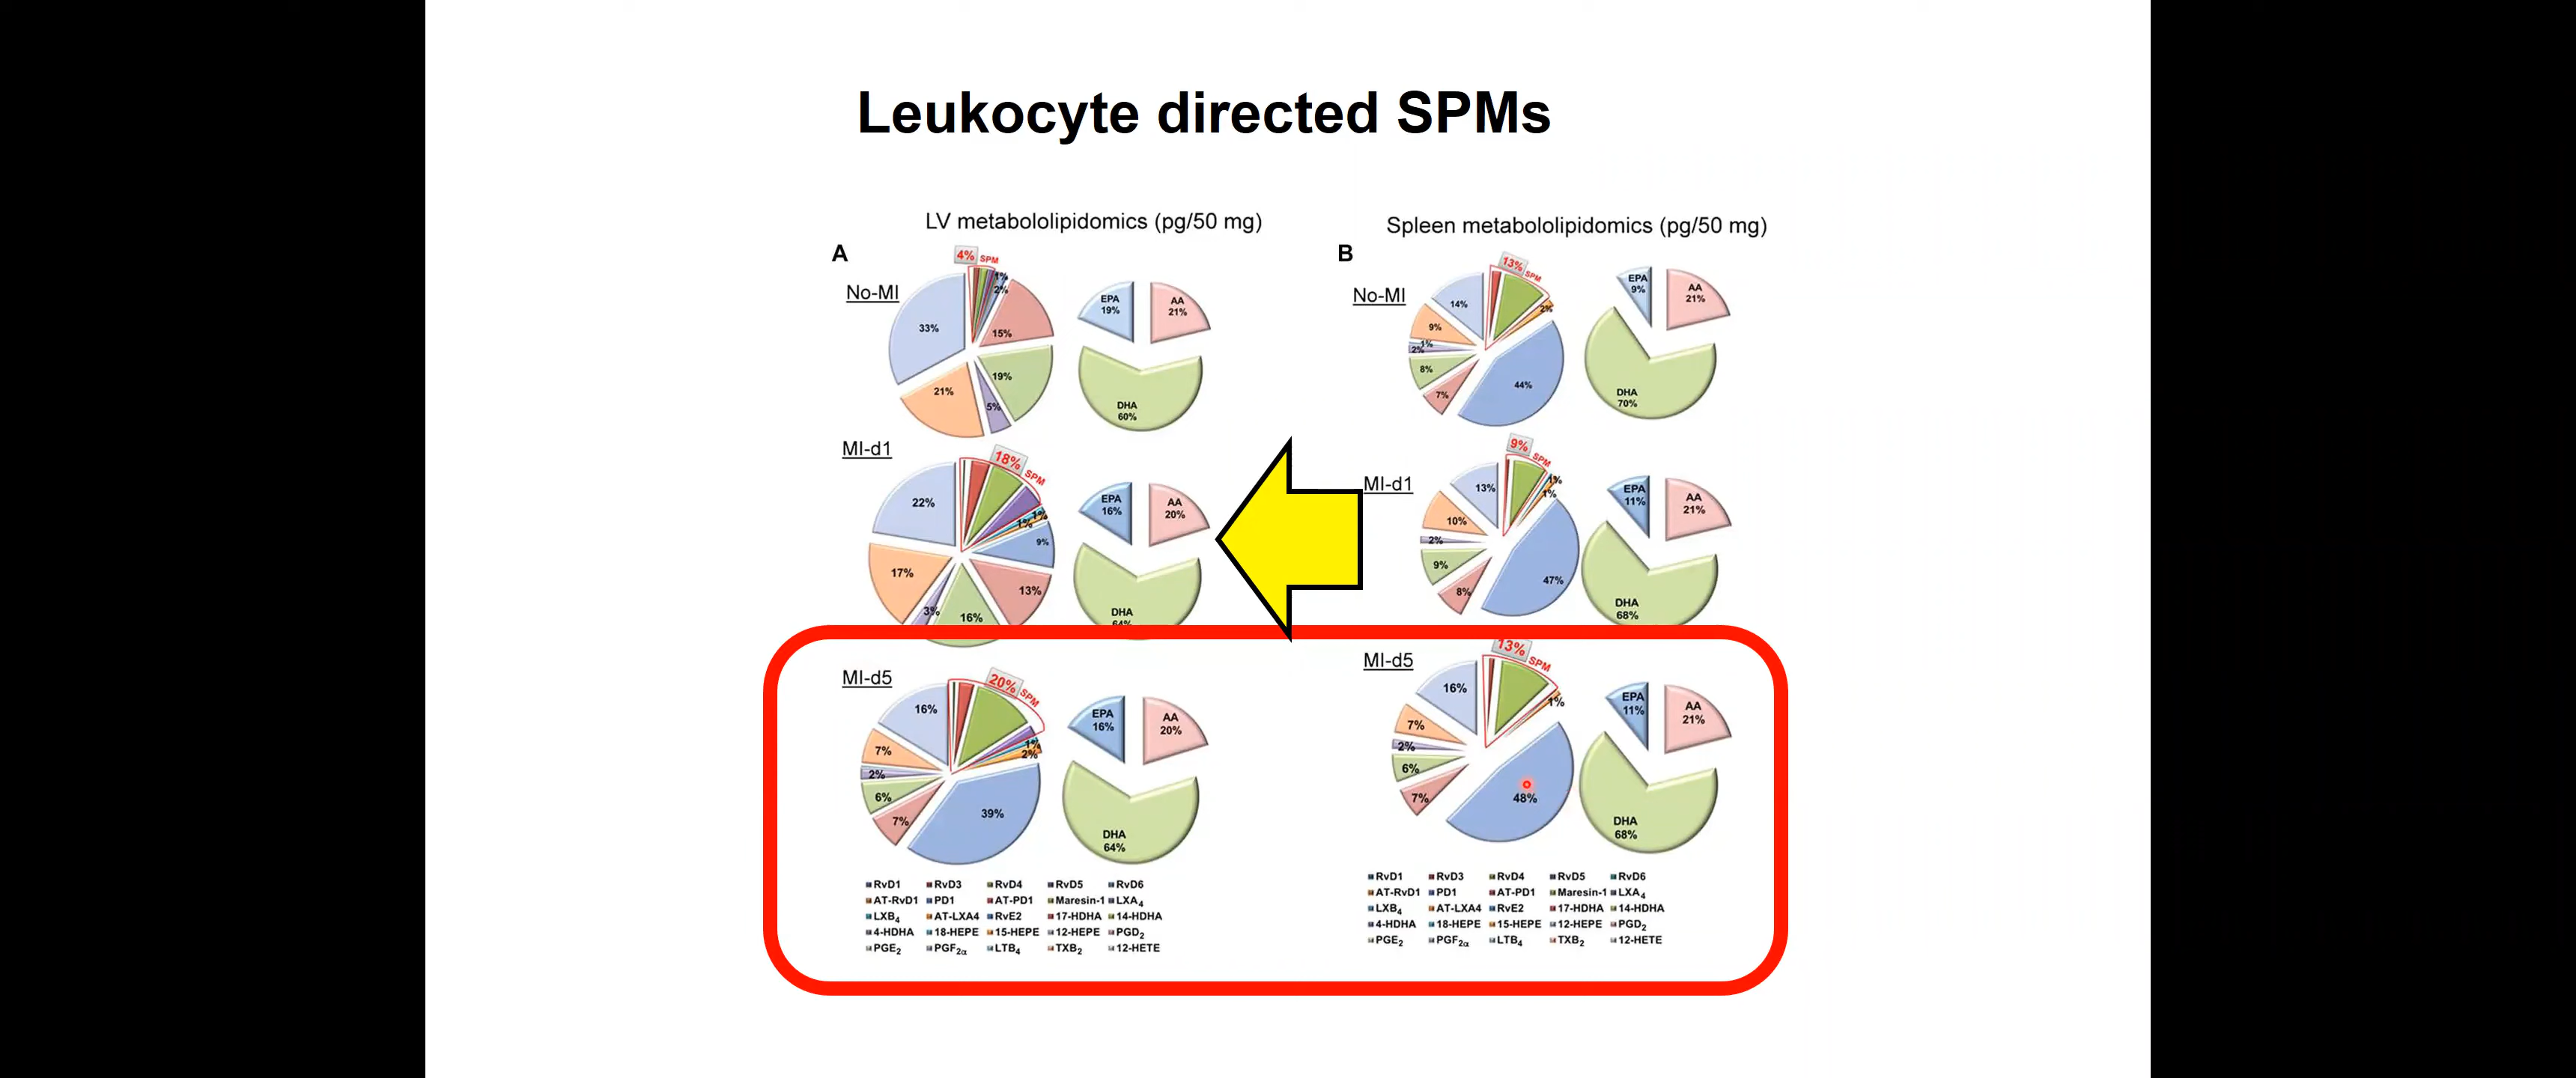 Leukocyte directed SPMs
LV metabololipidomics (pg/50 mg)
A
No-MI
4% SPM
1%
2%
15%
19%
5%
21%
33%
EPA
19%
AA
21%
DHA
60%
MI-d1
18% SPM
1%
1%
9%
13%
16%
3%
17%
22%
EPA
16%
AA
20%
DHA
64%
MI-d5
20% SPM
1%
2%
39%
7%
6%
2%
7%
16%
EPA
16%
AA
20%
DHA
64%
RvD1 RvD3 RvD4 RvD5 RvD6
AT-RvD1 PD1 AT-PD1 Maresin-1 LXA4
LXB4 AT-LXA4 RvE2 17-HDHA 14-HDHA
4-HDHA 18-HEPE 15-HEPE 12-HEPE PGD2
PGE2 PGF2α LTB4 TXB2 12-HETE
Spleen metabololipidomics (pg/50 mg)
B
No-MI
13% SPM
2%
44%
7%
8%
2%
1%
9%
14%
EPA
9%
AA
21%
DHA
70%
MI-d1
9% SPM
1%
1%
47%
8%
9%
2%
10%
13%
EPA
11%
AA
21%
DHA
68%
MI-d5
13% SPM
1%
48%
7%
6%
2%
7%
16%
EPA
11%
AA
21%
DHA
68%
RvD1 RvD3 RvD4 RvD5 RvD6
AT-RvD1 PD1 AT-PD1 Maresin-1 LXA4
LXB4 AT-LXA4 RvE2 17-HDHA 14-HDHA
4-HDHA 18-HEPE 15-HEPE 12-HEPE PGD2
PGE2 PGF2α LTB4 TXB2 12-HETE